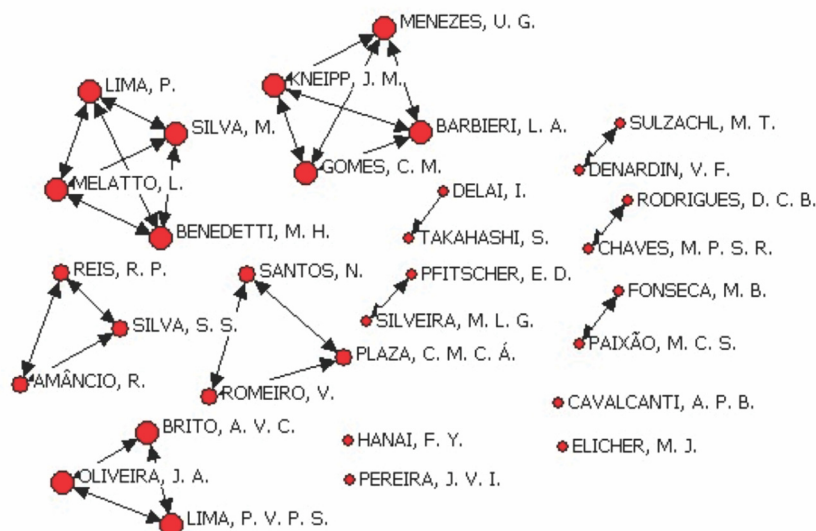 MENEZES, U. G.
LIMA, P.
KNEIPP, J. M.
SILVA, M.
BARBIERI, L. A.
SULZACHL, M. T.
MELATTO, L.
GOMES, C. M.
DENARDIN, V. F.
DELAI, I.
RODRIGUES, D. C. B.
BENEDETTI, M. H.
TAKAHASHI, S.
CHAVES, M. P. S. R.
REIS, R. P.
SANTOS, N.
PFITSCHER, E. D.
FONSECA, M. B.
SILVA, S. S.
SILVEIRA, M. L. G.
PAIXÃO, M. C. S.
PLAZA, C. M. C. Á.
AMÂNCIO, R.
ROMEIRO, V.
CAVALCANTI, A. P. B.
BRITO, A. V. C.
HANAI, F. Y.
ELICHER, M. J.
OLIVEIRA, J. A.
PEREIRA, J. V. I.
LIMA, P. V. P. S.